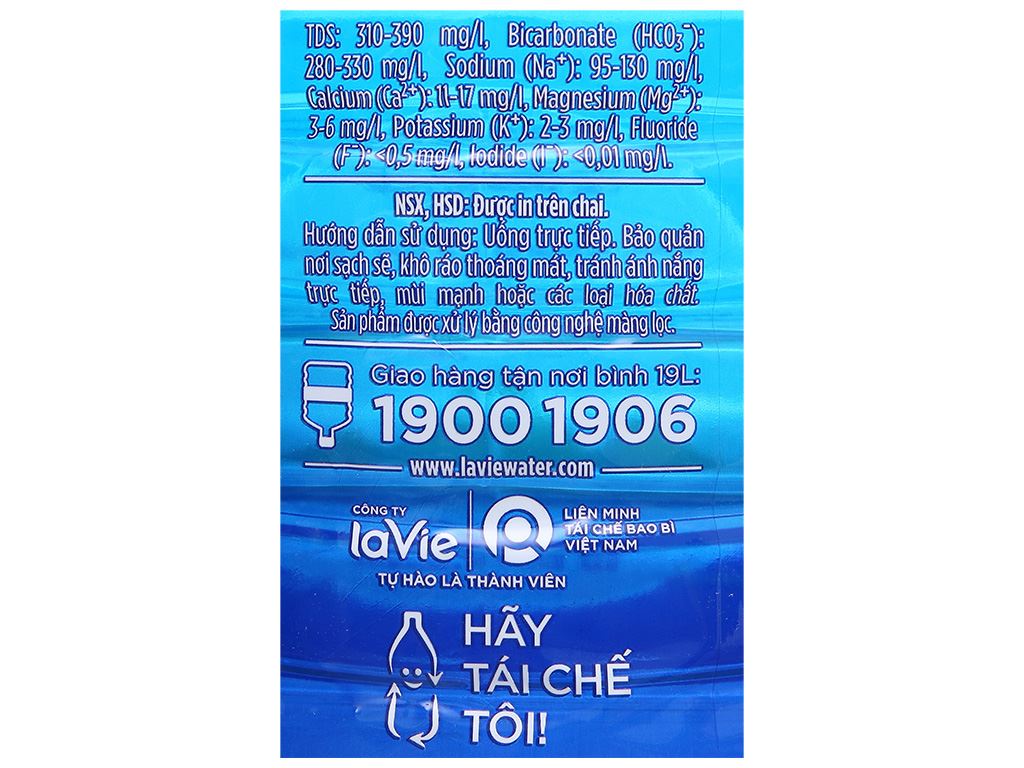 TDS: 310-390 mg/l, Bicarbonate (HCO₃⁻):
280-330 mg/l, Sodium (Na⁺): 95-130 mg/l,
Calcium (Ca²⁺): 11-17 mg/l, Magnesium (Mg²⁺):
3-6 mg/l, Potassium (K⁺): 2-3 mg/l, Fluoride
(F⁻): <0,5 mg/l, Iodide (I⁻): <0,01 mg/l.
NSX, HSD: Được in trên chai.
Hướng dẫn sử dụng: Uống trực tiếp. Bảo quản
nơi sạch sẽ, khô ráo thoáng mát, tránh ánh nắng
trực tiếp, mùi mạnh hoặc các loại hóa chất.
Sản phẩm được xử lý bằng công nghệ màng lọc.
Giao hàng tận nơi bình 19L:
1900 1906
www.laviewater.com
CÔNG TY
laVie
LIÊN MINH
TÁI CHẾ BAO BÌ
VIỆT NAM
TỰ HÀO LÀ THÀNH VIÊN
HÃY
TÁI CHẾ
TÔI!